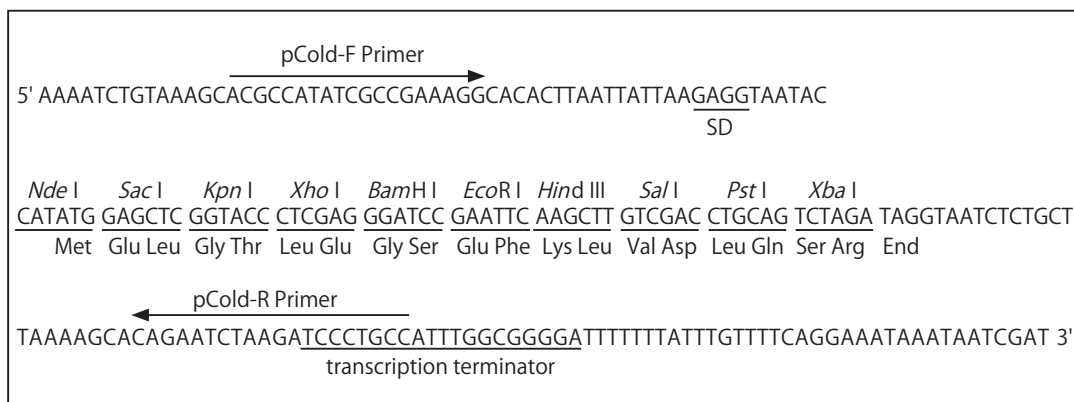 pCold-F Primer
5' AAAATCTGTAAAGCACGCCATATCGCCGAAAGGCACACTTAATTATTAAGAGGTAATAC
SD
Nde I Sac I Kpn I Xho I BamH I EcoR I Hind III Sal I Pst I Xba I
CATATG GAGCTC GGTACC CTCGAG GGATCC GAATTC AAGCTT GTCGAC CTGCAG TCTAGA TAGGTAATCTCTGCT
Met Glu Leu Gly Thr Leu Glu Gly Ser Glu Phe Lys Leu Val Asp Leu Gln Ser Arg End
pCold-R Primer
TAAAAGCACAGAATCTAAGATCCCTGCCATTTGGCGGGGATTTTTTTATTTGTTTTCAGGAAATAAATAATCGAT 3'
transcription terminator